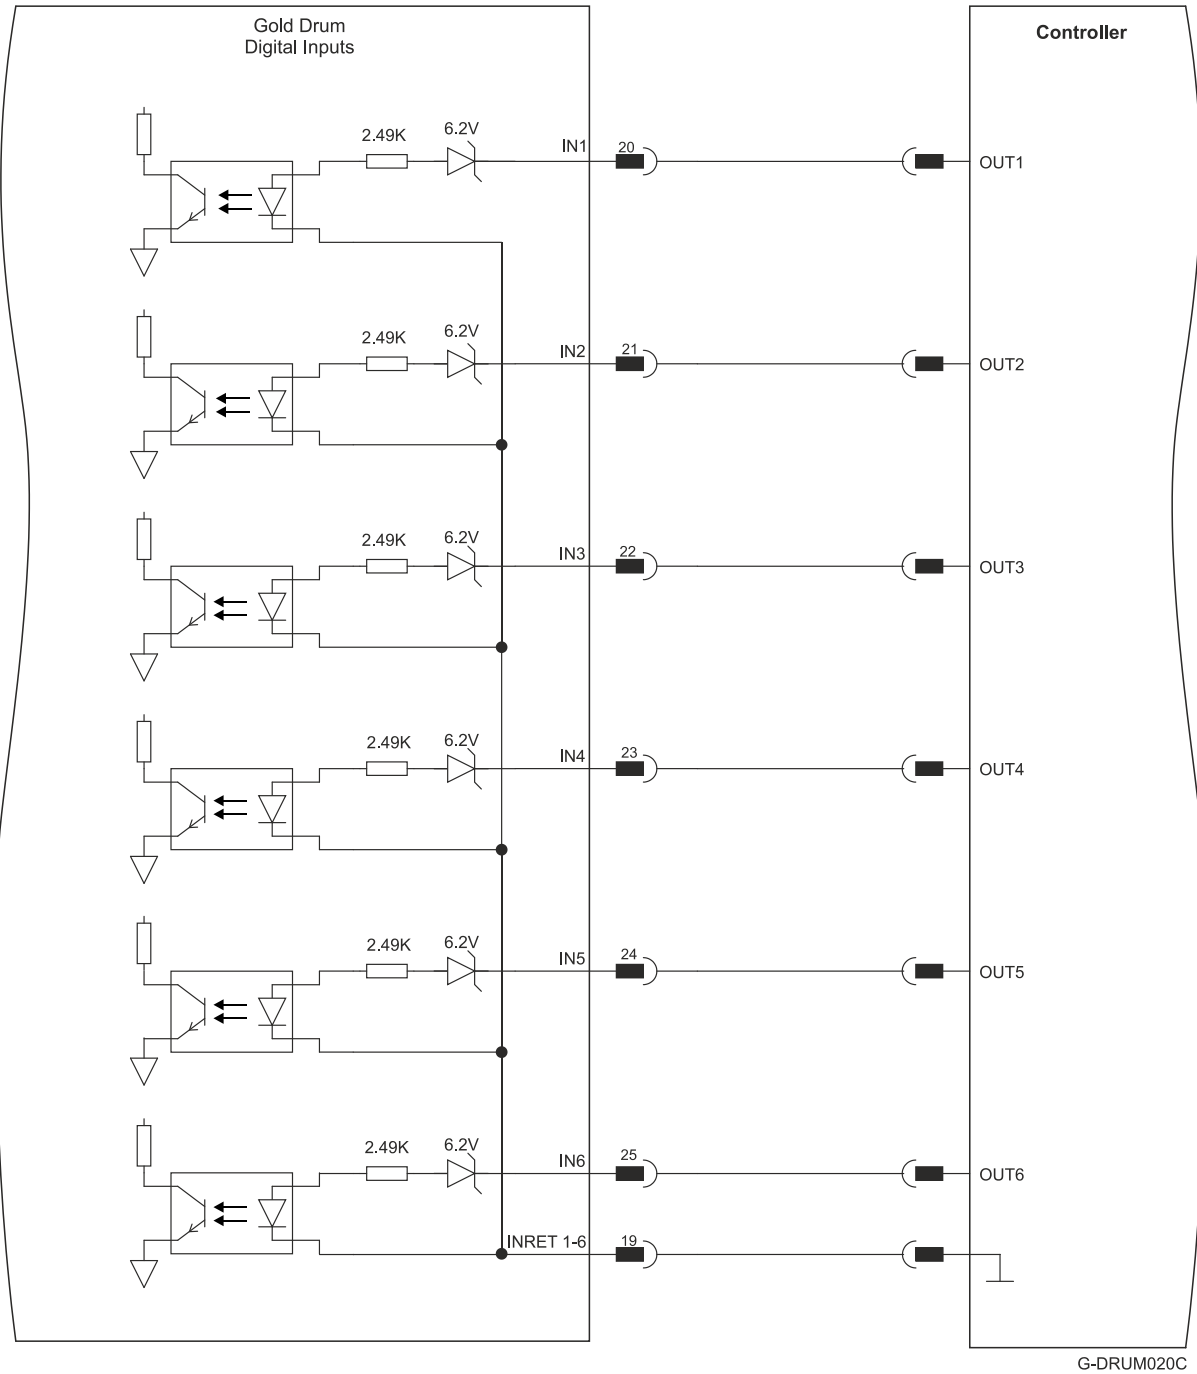 Gold Drum
Digital Inputs
Controller
2.49K
6.2V
IN1
20
OUT1
2.49K
6.2V
IN2
21
OUT2
2.49K
6.2V
IN3
22
OUT3
2.49K
6.2V
IN4
23
OUT4
2.49K
6.2V
IN5
24
OUT5
2.49K
6.2V
IN6
25
OUT6
INRET 1-6
19
G-DRUM020C